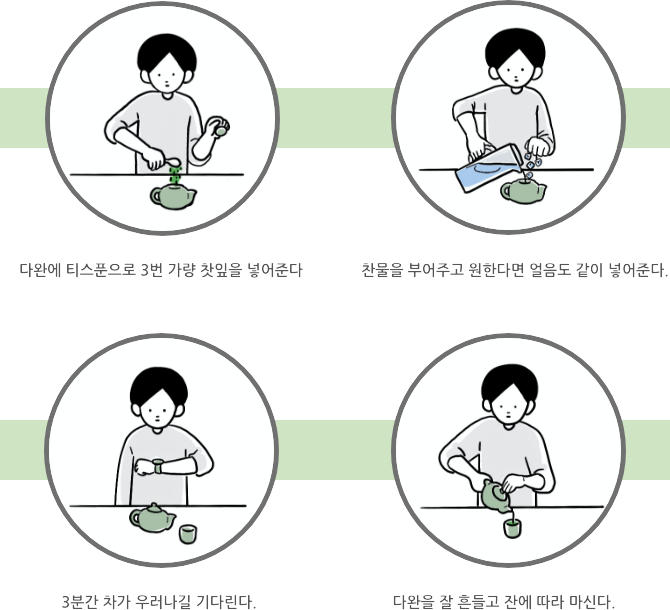 다완에 티스푼으로 3번 가량 찻잎을 넣어준다
찬물을 부어주고 원한다면 얼음도 같이 넣어준다.
3분간 차가 우러나길 기다린다.
다완을 잘 흔들고 잔에 따라 마신다.